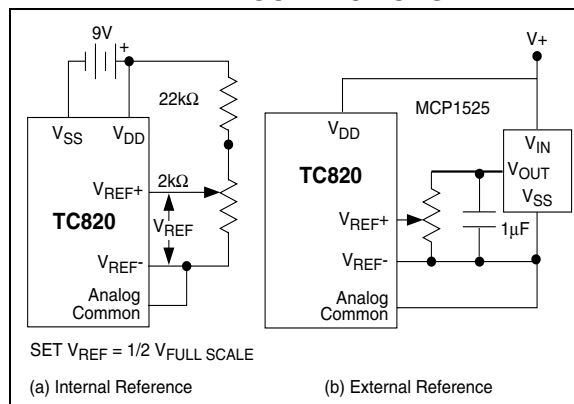 9V
+
22kΩ
VSS VDD
VREF+
2kΩ
VREF
TC820
VREF-
Analog
Common
SET VREF = 1/2 VFULL SCALE
(a) Internal Reference
V+
MCP1525
VDD
VIN
VOUT
VSS
TC820
VREF+
1µF
VREF-
Analog
Common
(b) External Reference